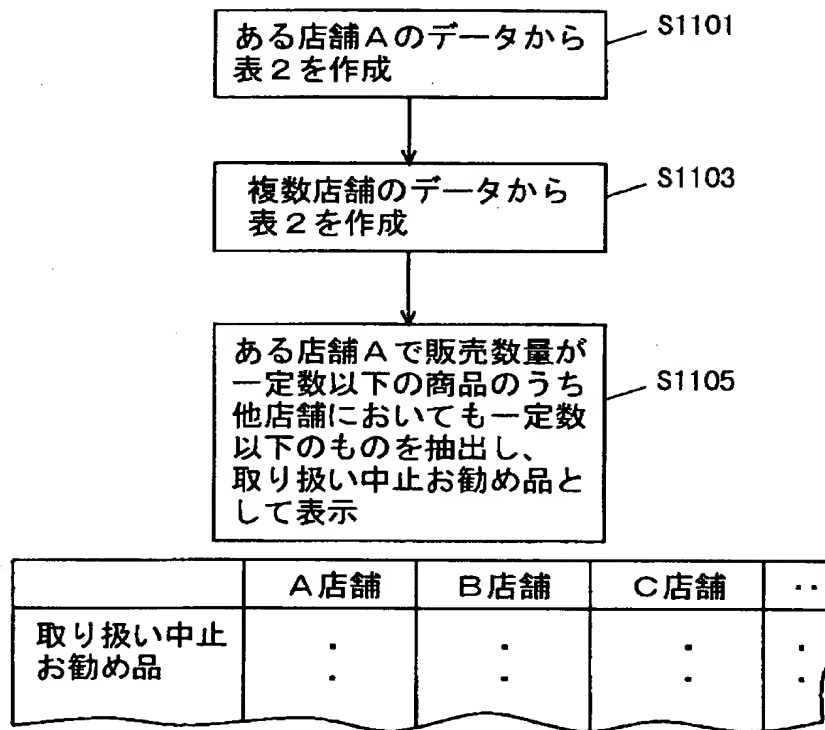 ある店舗Aのデータから
表2を作成
S1101
複数店舗のデータから
表2を作成
S1103
ある店舗Aで販売数量が
一定数以下の商品のうち
他店舗においても一定数
以下のものを抽出し、
取り扱い中止お勧め品と
して表示
S1105
A店舗 B店舗 C店舗 ‥
取り扱い中止
お勧め品